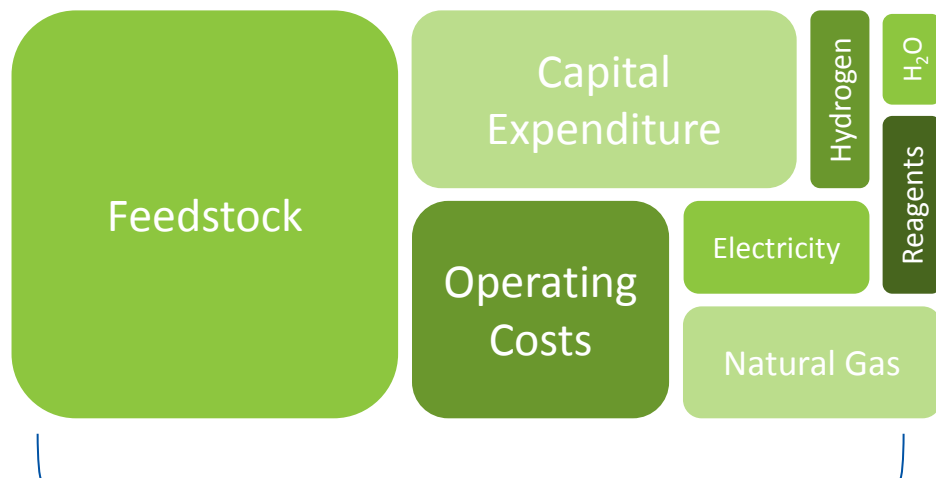 Feedstock
Capital
Expenditure
Hydrogen
H₂O
Reagents
Operating
Costs
Electricity
Natural Gas